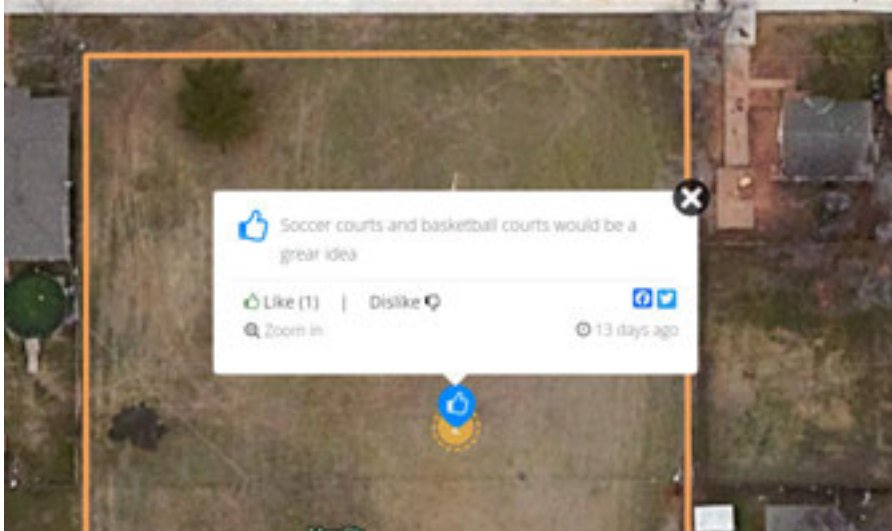 Soccer courts and basketball courts would be a
grear idea
Like (1) | Dislike
Zoom in 13 days ago